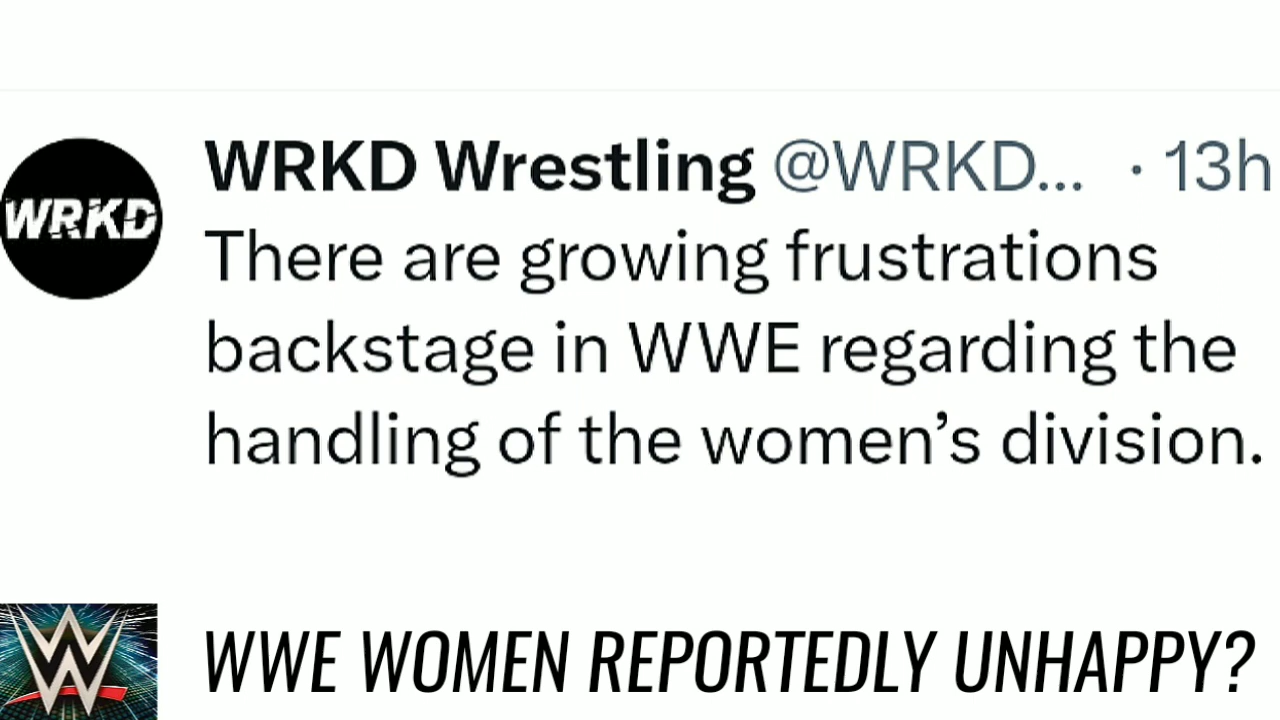 WRKD
WRKD Wrestling @WRKD... · 13h
There are growing frustrations
backstage in WWE regarding the
handling of the women’s division.
WWE WOMEN REPORTEDLY UNHAPPY?